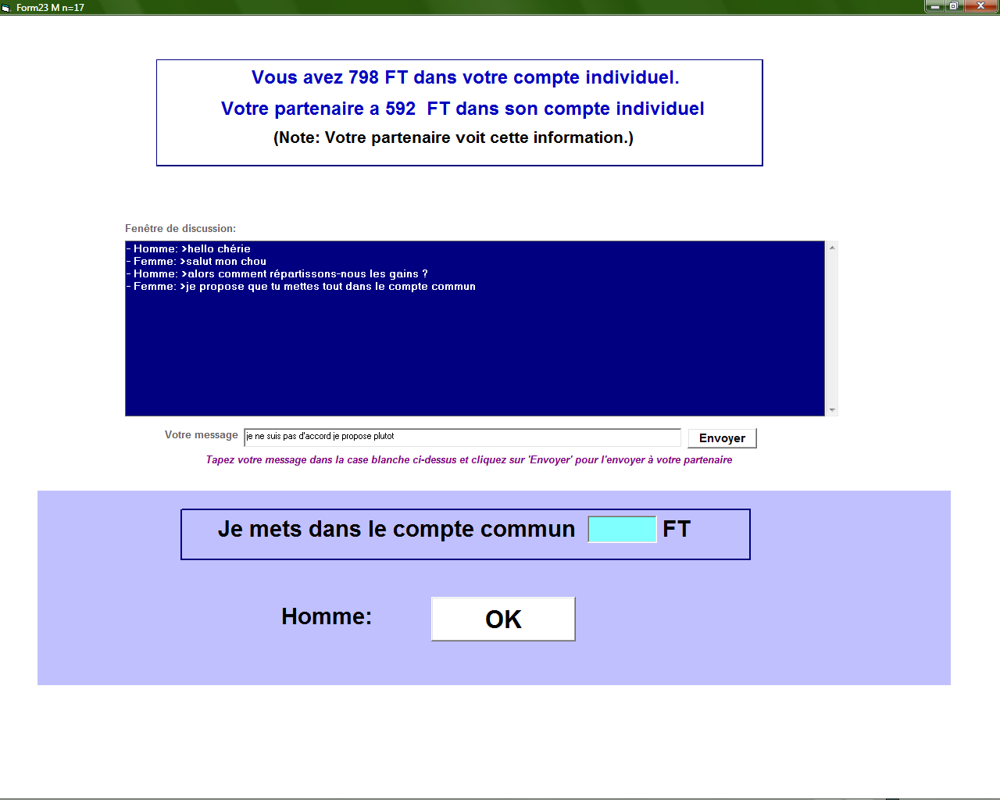 Form23 M n=17
Vous avez 798 FT dans votre compte individuel.
Votre partenaire a 592  FT dans son compte individuel
(Note: Votre partenaire voit cette information.)
Fenêtre de discussion:
- Homme: >hello chérie
- Femme: >salut mon chou
- Homme: >alors comment répartissons-nous les gains ?
- Femme: >je propose que tu mettes tout dans le compte commun
Votre message je ne suis pas d'accord je propose plutot Envoyer
Tapez votre message dans la case blanche ci-dessus et cliquez sur 'Envoyer' pour l'envoyer à votre partenaire
Je mets dans le compte commun FT
Homme: OK